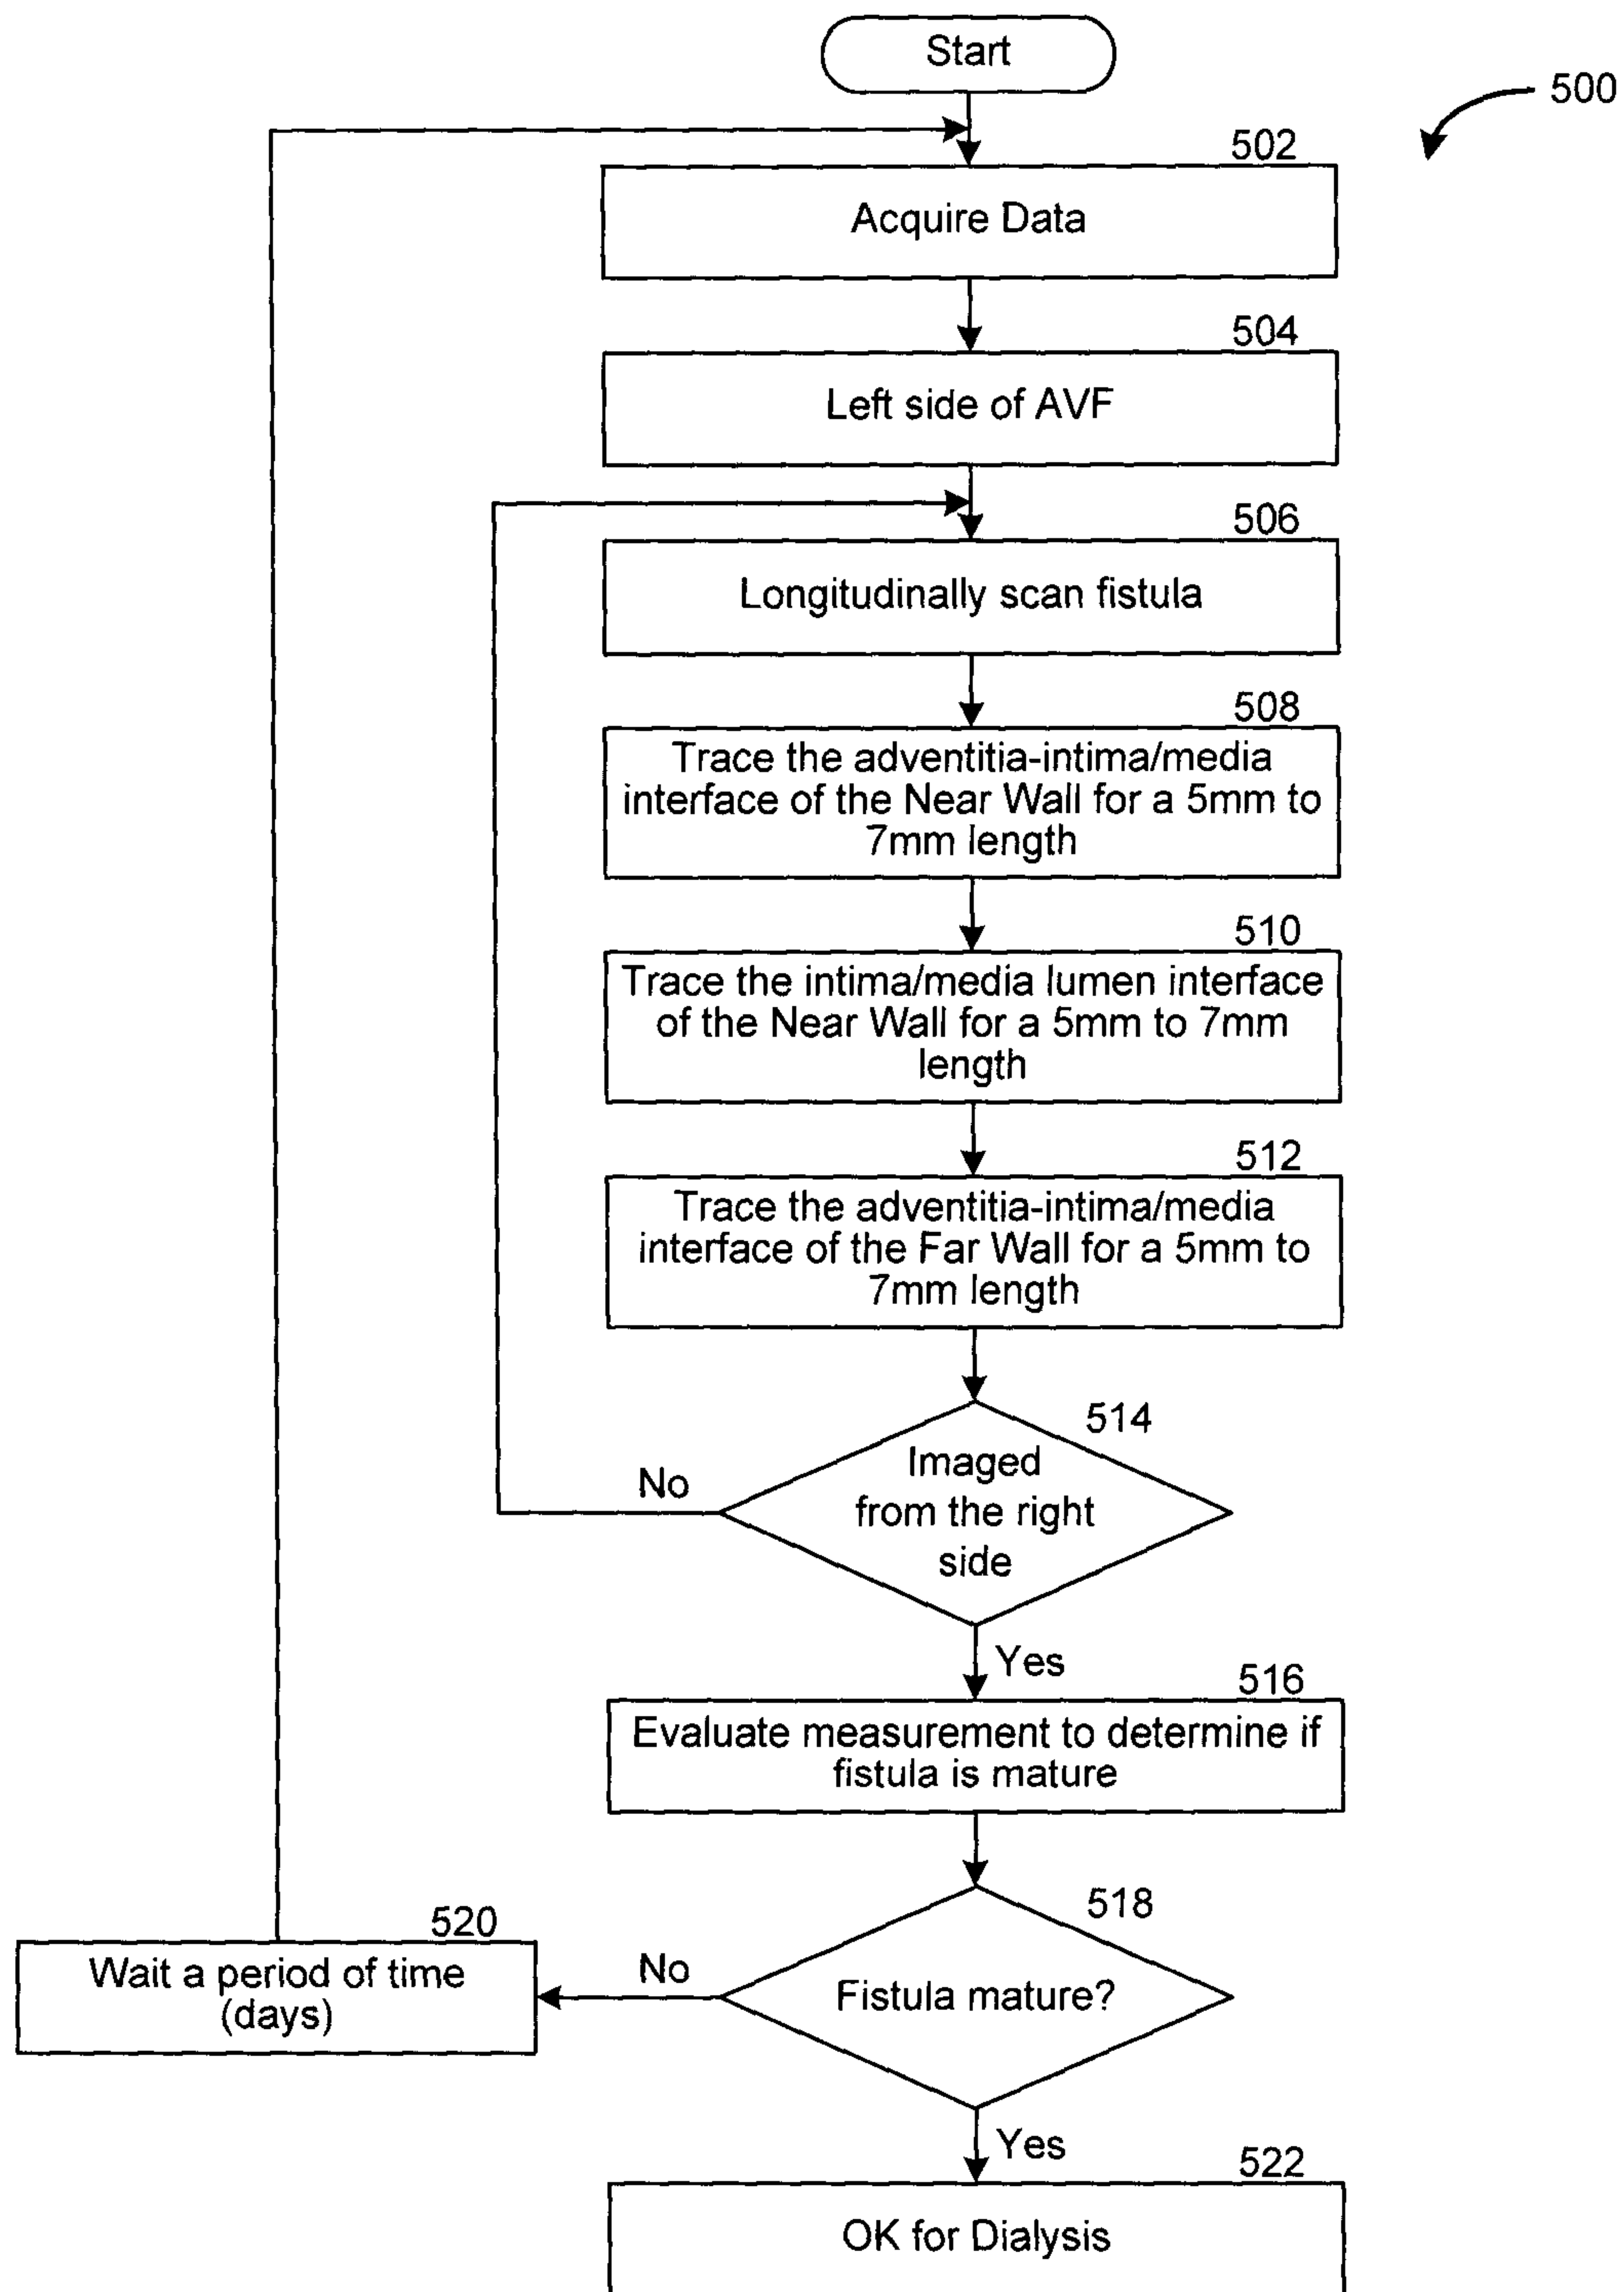 Start
500
502
Acquire Data
504
Left side of AVF
506
Longitudinally scan fistula
508
Trace the adventitia-intima/media
interface of the Near Wall for a 5mm to
7mm length
510
Trace the intima/media lumen interface
of the Near Wall for a 5mm to 7mm
length
512
Trace the adventitia-intima/media
interface of the Far Wall for a 5mm to
7mm length
514
Imaged
from the right
side
No
Yes
516
Evaluate measurement to determine if
fistula is mature
518
Fistula mature?
No
520
Wait a period of time
(days)
Yes
522
OK for Dialysis